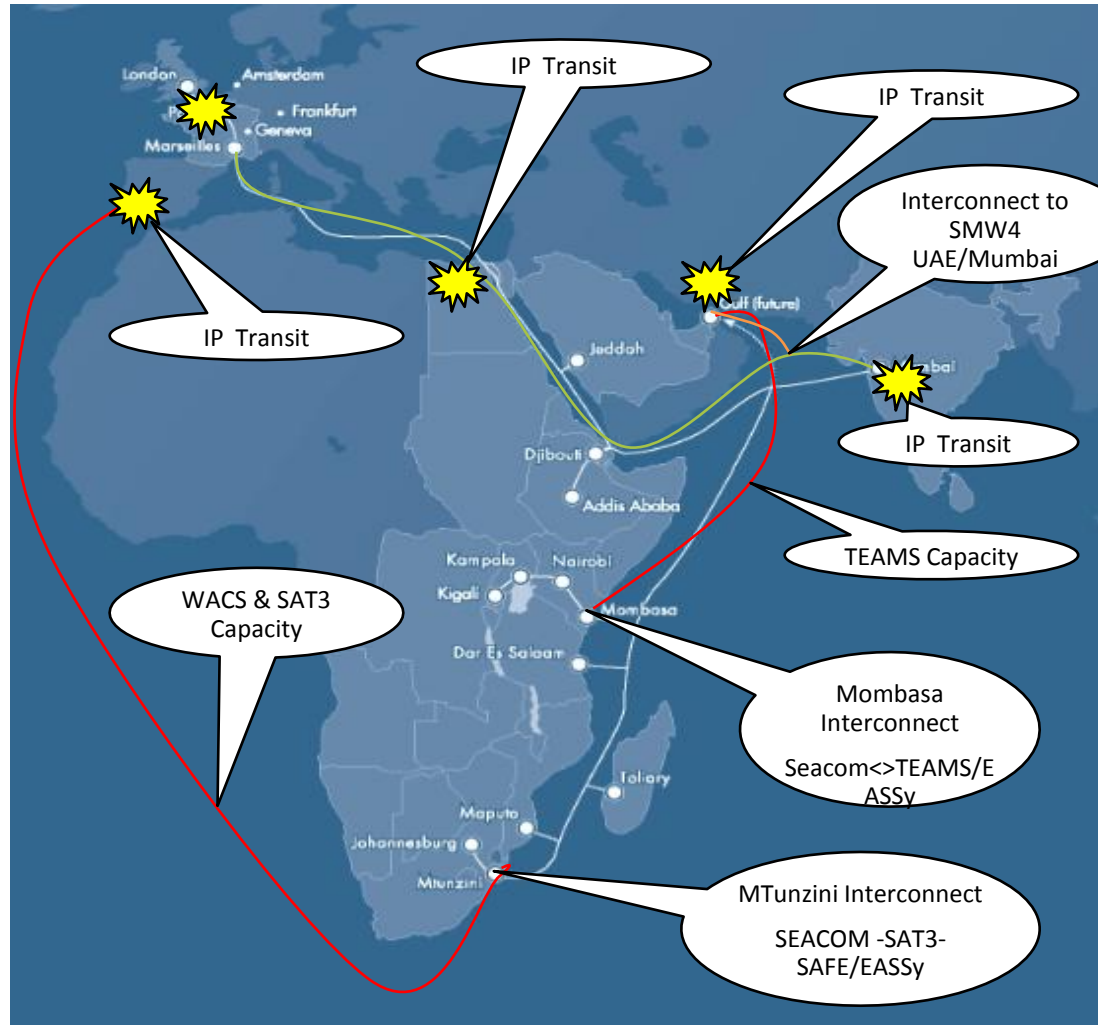 IP Transit
London
Amsterdam
IP Transit
Frankfurt
Geneva
Marseilles
Interconnect to
SMW4
UAE/Mumbai
Gulf (future)
IP Transit
Jeddah
IP Transit
Djibouti
Addis Ababa
TEAMS Capacity
Kampala
Nairobi
WACS & SAT3
Capacity
Kigali
Mombasa
Dar Es Salaam
Mombasa
Interconnect
Seacom<>TEAMS/E
ASSy
Toliary
Maputo
Johannesburg
Mtunzini
MTunzini Interconnect
SEACOM -SAT3-
SAFE/EASSy